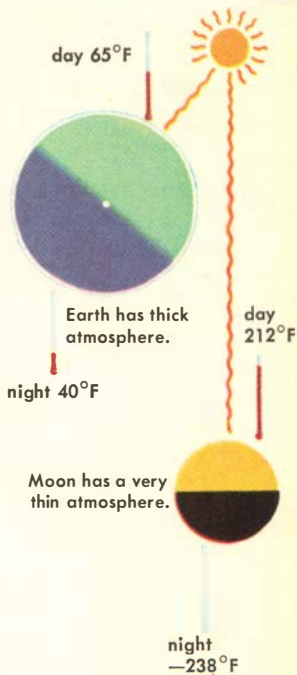 day 65°F
Earth has thick
atmosphere.
night 40°F
day
212°F
Moon has a very
thin atmosphere.
night
—238°F